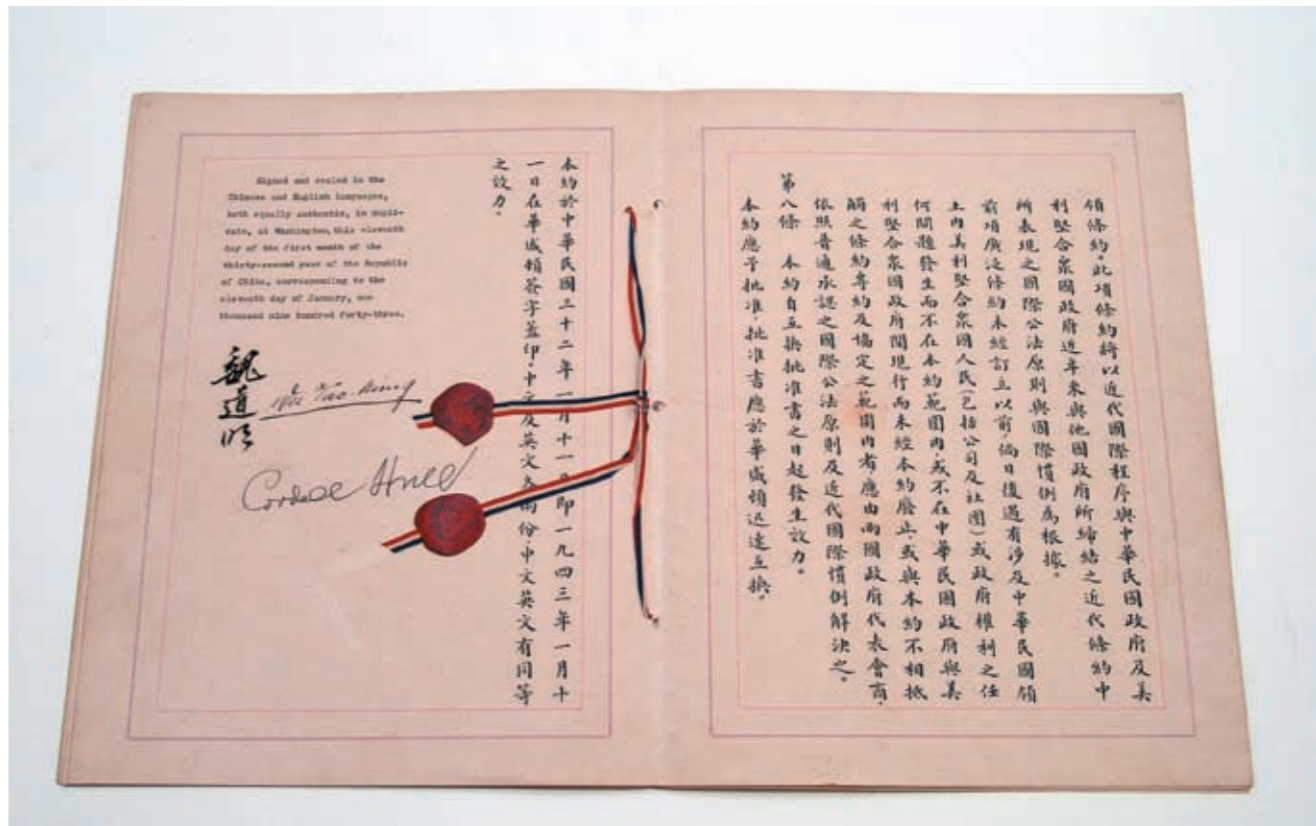 領條約。此項條約將以近代國際程序與中華民國政府及美
利堅合眾國政府近年來與他國政府所締結之近代條約中
所表現之國際公法原則與國際慣例為根據。
前項廣泛條約未經訂立以前,倘日後遇有涉及中華民國領
土內美利堅合眾國人民(包括公司及社團)或政府權利之任
何問題發生而不在本約範圍內,或不在中華民國政府與美
利堅合眾國政府間現行而未經本約廢止,或與本約不相抵
觸之條約專約及協定之範圍內者,應由兩國政府代表會商,
依照普通承認之國際公法原則及近代國際慣例解決之。
第八條 本約自互換批准書之日起發生效力。
本約應予批准,批准書應於華盛頓迅速互換。
本約於中華民國三十二年一月十一日即一九四三年一月十
一日在華盛頓簽字蓋印。中文及英文各兩份,中文英文有同等
之效力。
Signed and sealed in the
Chinese and English languages,
both equally authentic, in dupli-
cate, at Washington, this eleventh
day of the first month of the
thirty-second year of the Republic
of China, corresponding to the
eleventh day of January, one
thousand nine hundred forty-three.
魏道明
Wei Tao-ming
Cordell Hull